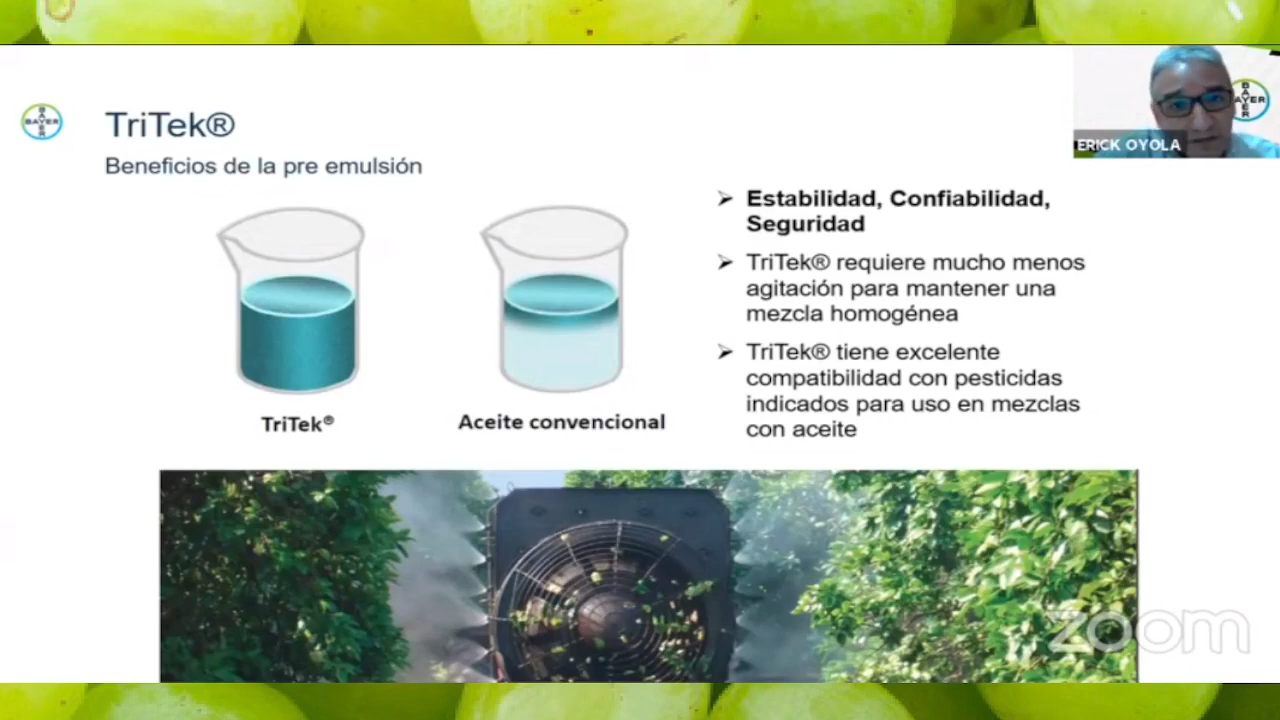 TriTek®
Beneficios de la pre emulsión
BAYER
BAYER
BAYER
BAYER
ERICK OYOLA
Estabilidad, Confiabilidad,
Seguridad
TriTek® requiere mucho menos
agitación para mantener una
mezcla homogénea
TriTek® tiene excelente
compatibilidad con pesticidas
indicados para uso en mezclas
con aceite
TriTek®
Aceite convencional
zoom